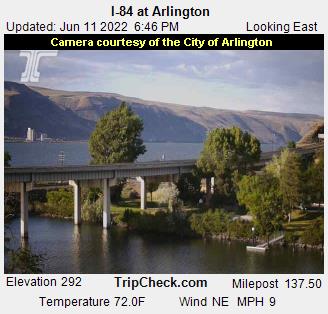 I-84 at Arlington
Updated: Jun 11 2022 6:46 PM Looking East
Camera courtesy of the City of Arlington
Elevation 292 TripCheck.com Milepost 137.50
Temperature 72.0F Wind NE MPH 9